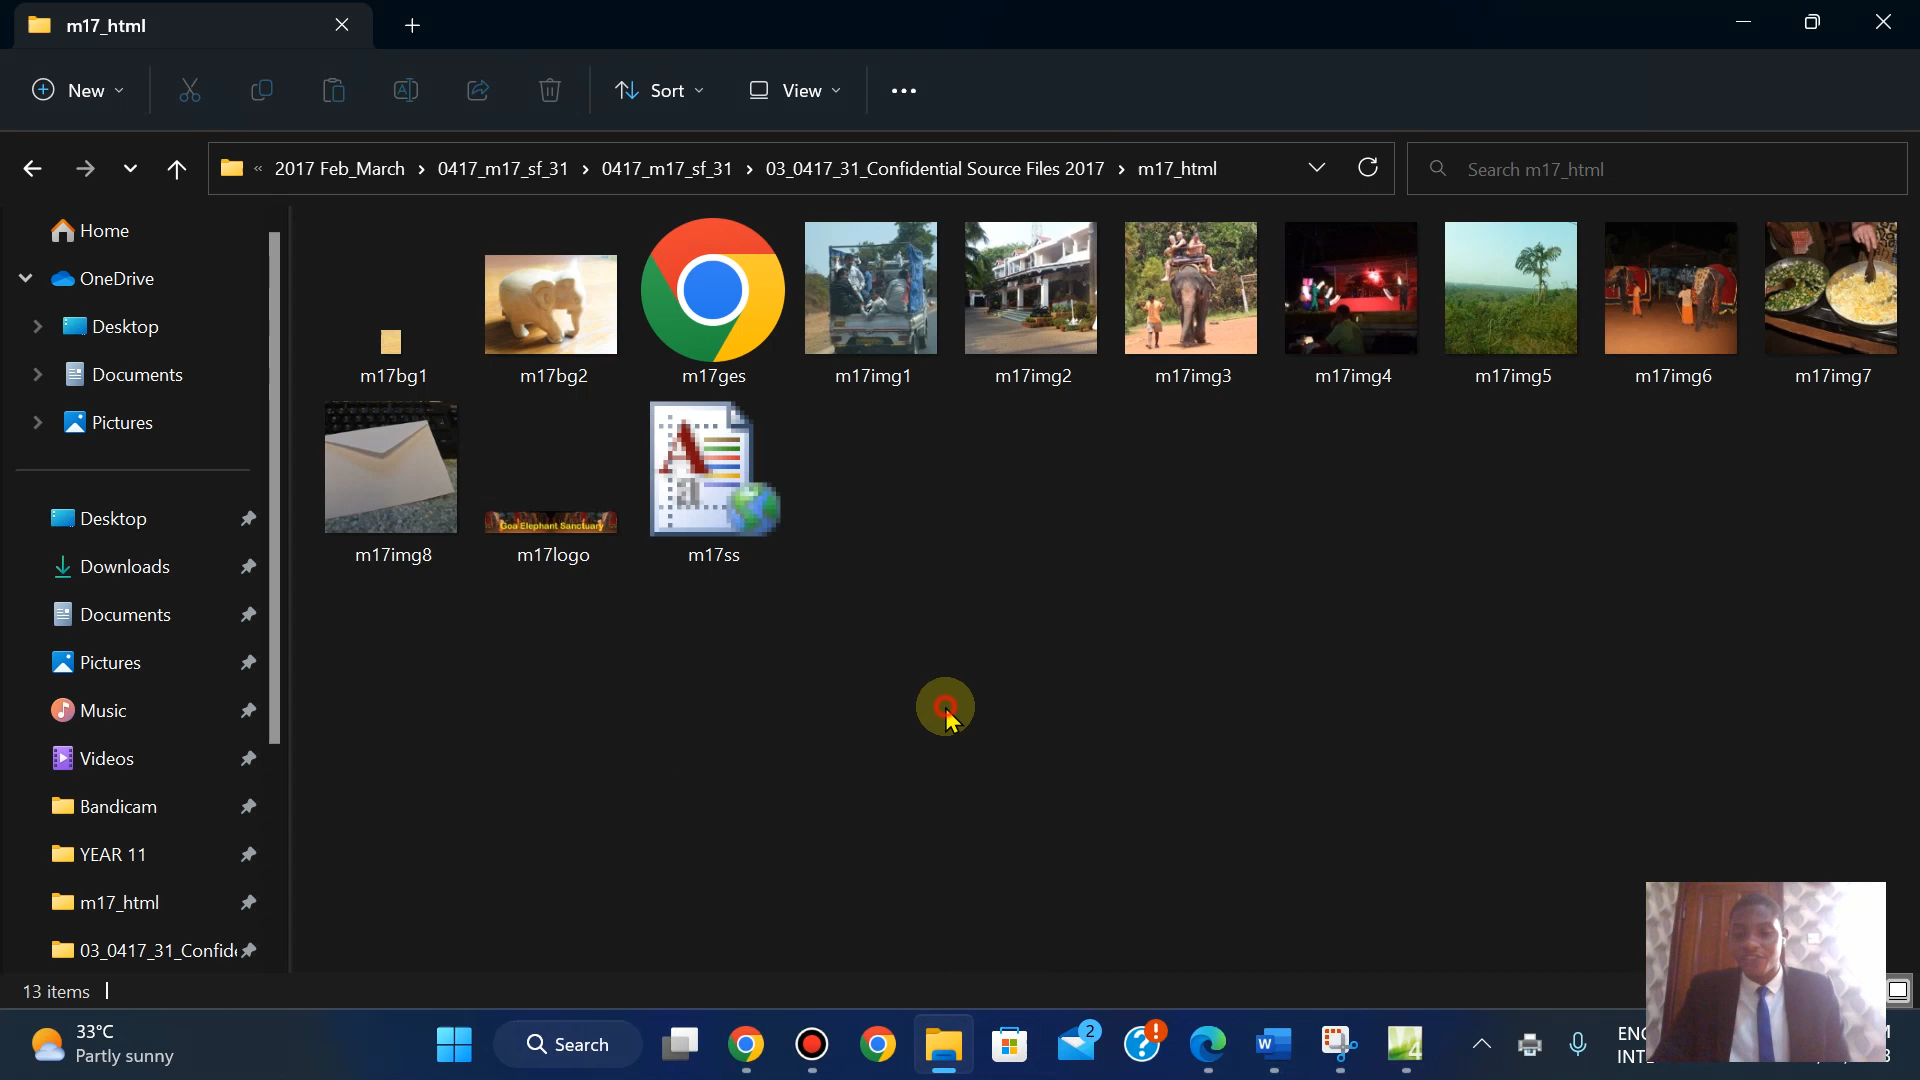 m17_html
New
Sort
View
« 2017 Feb_March > 0417_m17_sf_31 > 0417_m17_sf_31 > 03_0417_31_Confidential Source Files 2017 > m17_html
Search m17_html
Home
OneDrive
Desktop
Documents
Pictures
Desktop
Downloads
Documents
Pictures
Music
Videos
Bandicam
YEAR 11
m17_html
03_0417_31_Confid
m17bg1
m17bg2
m17ges
m17img1
m17img2
m17img3
m17img4
m17img5
m17img6
m17img7
m17img8
Goa Elephant Sanctuary
m17logo
m17ss
13 items
33°C
Partly sunny
Search
2
ENG
INT